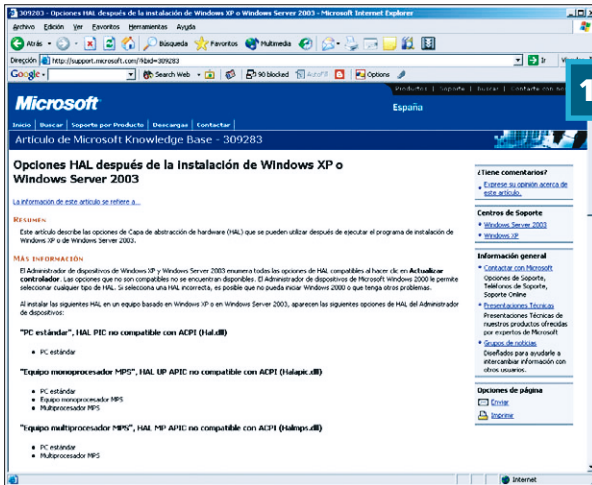 309283 - Opciones HAL después de la instalación de Windows XP o Windows Server 2003 - Microsoft Internet Explorer
Archivo Edición Ver Favoritos Herramientas Ayuda
Atrás Búsqueda Favoritos Multimedia
Dirección http://support.microsoft.com/?kbid=309283 Ir
Google Search Web 90 blocked AutoFill Options
1
Productos | Soporte | Buscar | Contacte con
Microsoft
España
Inicio | Buscar | Soporte por Producto | Descargas | Contactar
Artículo de Microsoft Knowledge Base - 309283
Opciones HAL después de la instalación de Windows XP o
Windows Server 2003
La información de este artículo se refiere a...
RESUMEN
Este artículo describe las opciones de Capa de abstracción de hardware (HAL) que se pueden utilizar después de ejecutar el programa de instalación de
Windows XP o de Windows Server 2003.
MÁS INFORMACIÓN
El Administrador de dispositivos de Windows XP y Windows Server 2003 enumera todas las opciones de HAL compatibles al hacer clic en Actualizar
controlador. Las opciones que no son compatibles no se encuentran disponibles. El Administrador de dispositivos de Microsoft Windows 2000 le permite
seleccionar cualquier tipo de HAL. Si selecciona una HAL incorrecta, es posible que no pueda iniciar Windows 2000 o que tenga otros problemas.
Al instalar las siguientes HAL en un equipo basado en Windows XP o en Windows Server 2003, aparecen las siguientes opciones de HAL del Administrador
de dispositivos:
"PC estándar", HAL PIC no compatible con ACPI (Hal.dll)
PC estándar
"Equipo monoprocesador MPS", HAL UP APIC no compatible con ACPI (Halapic.dll)
PC estándar
Equipo monoprocesador MPS
Multiprocesador MPS
"Equipo multiprocesador MPS", HAL MP APIC no compatible con ACPI (Halmps.dll)
PC estándar
Multiprocesador MPS
¿Tiene comentarios?
Exprese su opinión acerca de
este artículo.
Centros de Soporte
Windows Server 2003
Windows XP
Información general
Contactar con Microsoft
Opciones de Soporte,
Teléfonos de Soporte,
Soporte Online
Presentaciones Técnicas
Presentaciones Técnicas de
nuestros productos ofrecidas
por expertos de Microsoft
Grupos de noticias
Diseñados para ayudarle a
intercambiar información con
otros usuarios.
Opciones de página
Enviar
Imprimir
Internet